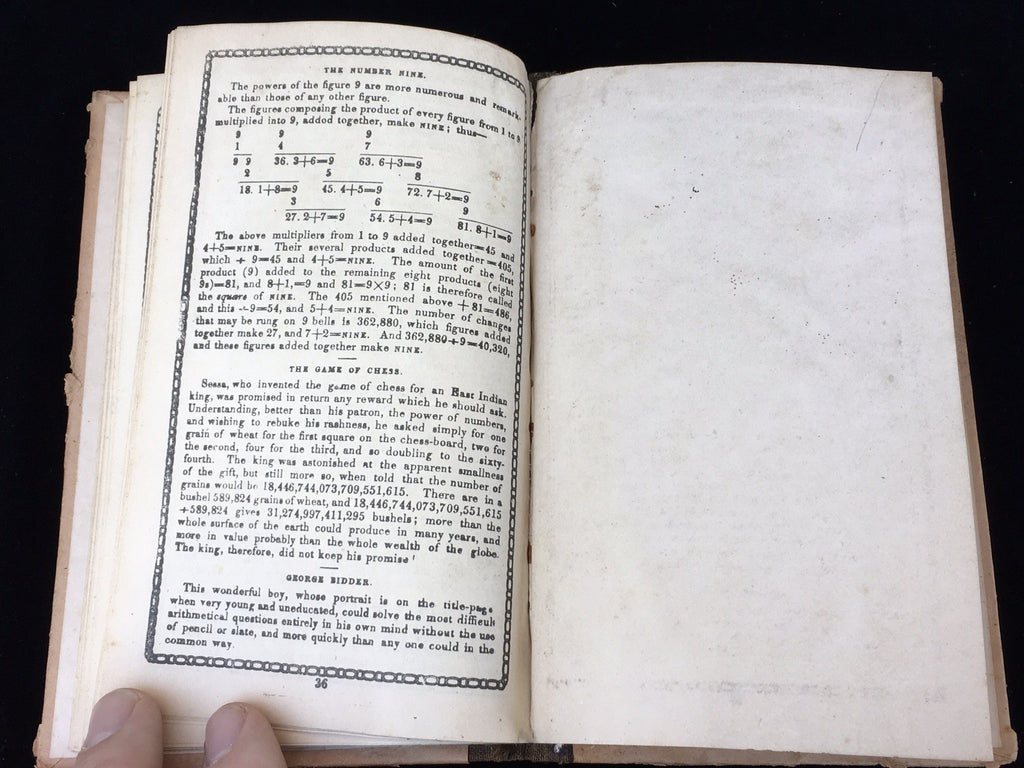 THE NUMBER NINE.
The powers of the figure 9 are more numerous and remark-
able than those of any other figure.
The figures composing the product of every figure from 1 to 9
multiplied into 9, added together, make NINE; thus—
9 9 9
1 4 7
9 9 36. 3+6=9 63. 6+3=9
2 5 8
18. 1+8=9 45. 4+5=9 72. 7+2=9
3 6 9
27. 2+7=9 54. 5+4=9 81. 8+1=9
The above multipliers from 1 to 9 added together=45 and
4+5=NINE. Their several products added together=405,
which + 9=45 and 4+5=NINE. The amount of the first
product (9) added to the remaining eight products (eight
9s)=81, and 8+1,=9 and 81=9×9; 81 is therefore called
the square of NINE. The 405 mentioned above +81=486,
and this -9=54, and 5+4=NINE. The number of changes
that may be rung on 9 bells is 362,880, which figures added
together make 27, and 7+2=NINE. And 362,880+9=40,320,
and these figures added together make NINE.
THE GAME OF CHESS.
Sessa, who invented the game of chess for an East Indian
king, was promised in return any reward which he should ask.
Understanding, better than his patron, the power of numbers,
and wishing to rebuke his rashness, he asked simply for one
grain of wheat for the first square on the chess-board, two for
the second, four for the third, and so doubling to the sixty-
fourth. The king was astonished at the apparent smallness
of the gift, but still more so, when told that the number of
grains would be 18,446,744,073,709,551,615. There are in a
bushel 589,824 grains of wheat, and 18,446,744,073,709,551,615
+589,824 gives 31,274,997,411,295 bushels; more than the
whole surface of the earth could produce in many years, and
more in value probably than the whole wealth of the globe.
The king, therefore, did not keep his promise!
GEORGE BIDDER.
This wonderful boy, whose portrait is on the title-page
when very young and uneducated, could solve the most difficult
arithmetical questions entirely in his own mind without the use
of pencil or slate, and more quickly than any one could in the
common way.
36